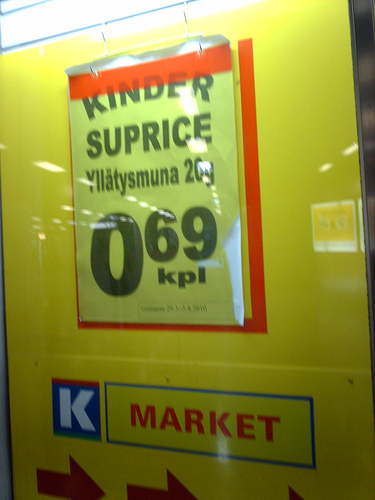 KINDER
SUPRICE
Yllätysmuna 20g
0 69
kpl
K
MARKET